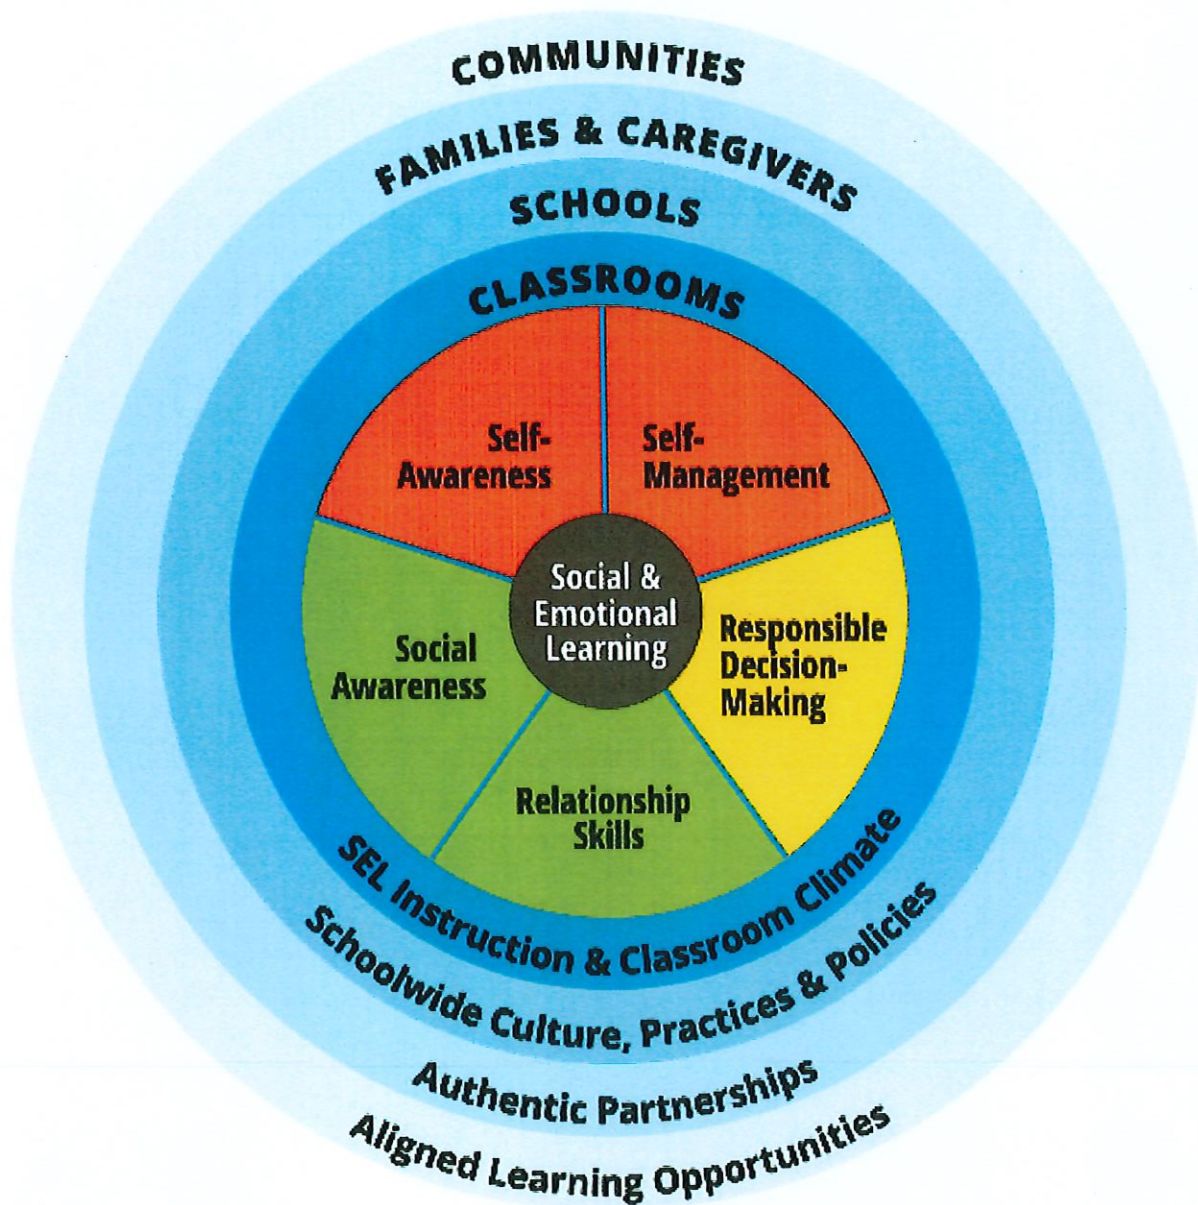 COMMUNITIES
FAMILIES & CAREGIVERS
SCHOOLS
CLASSROOMS
Self-
Awareness
Self-
Management
Social &
Emotional
Learning
Social
Awareness
Responsible
Decision-
Making
Relationship
Skills
SEL Instruction & Classroom Climate
Schoolwide Culture, Practices & Policies
Authentic Partnerships
Aligned Learning Opportunities